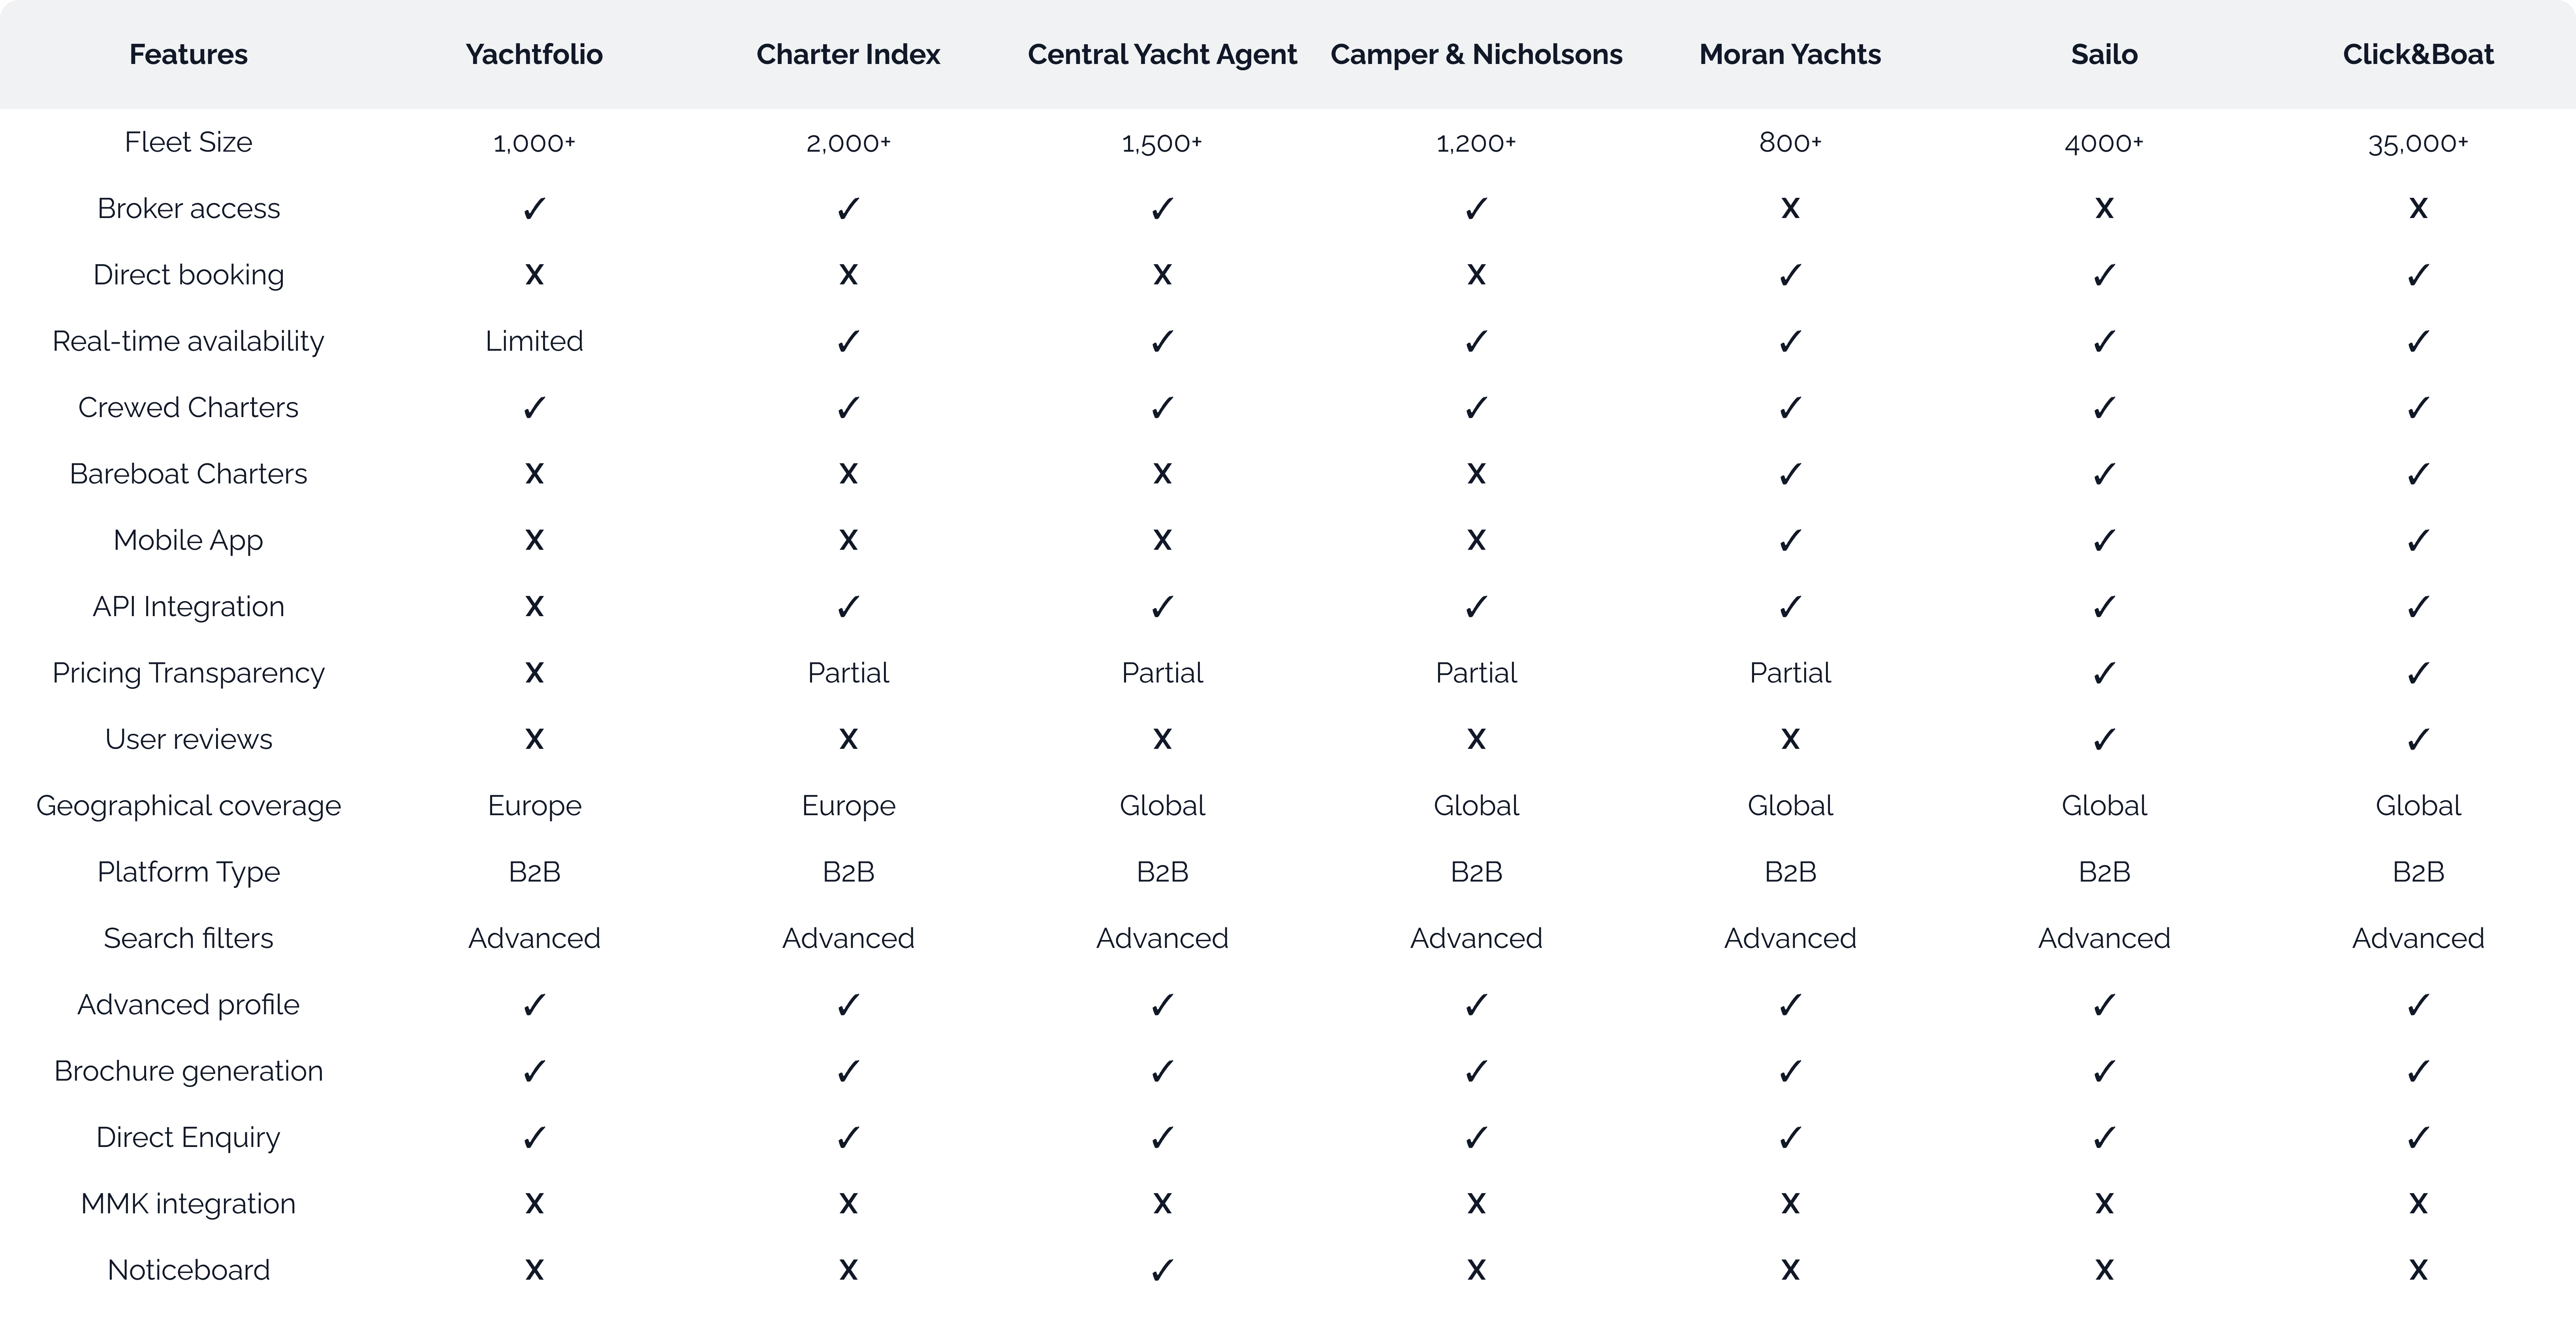 Features Yachtfolio Charter Index Central Yacht Agent Camper & Nicholsons Moran Yachts Sailo Click&Boat
Fleet Size 1,000+ 2,000+ 1,500+ 1,200+ 800+ 4000+ 35,000+
Broker access ✓ ✓ ✓ ✓ X X X
Direct booking X X X X ✓ ✓ ✓
Real-time availability Limited ✓ ✓ ✓ ✓ ✓ ✓
Crewed Charters ✓ ✓ ✓ ✓ ✓ ✓ ✓
Bareboat Charters X X X X ✓ ✓ ✓
Mobile App X X X X ✓ ✓ ✓
API Integration X ✓ ✓ ✓ ✓ ✓ ✓
Pricing Transparency X Partial Partial Partial Partial ✓ ✓
User reviews X X X X X ✓ ✓
Geographical coverage Europe Europe Global Global Global Global Global
Platform Type B2B B2B B2B B2B B2B B2B B2B
Search filters Advanced Advanced Advanced Advanced Advanced Advanced Advanced
Advanced profile ✓ ✓ ✓ ✓ ✓ ✓ ✓
Brochure generation ✓ ✓ ✓ ✓ ✓ ✓ ✓
Direct Enquiry ✓ ✓ ✓ ✓ ✓ ✓ ✓
MMK integration X X X X X X X
Noticeboard X X ✓ X X X X